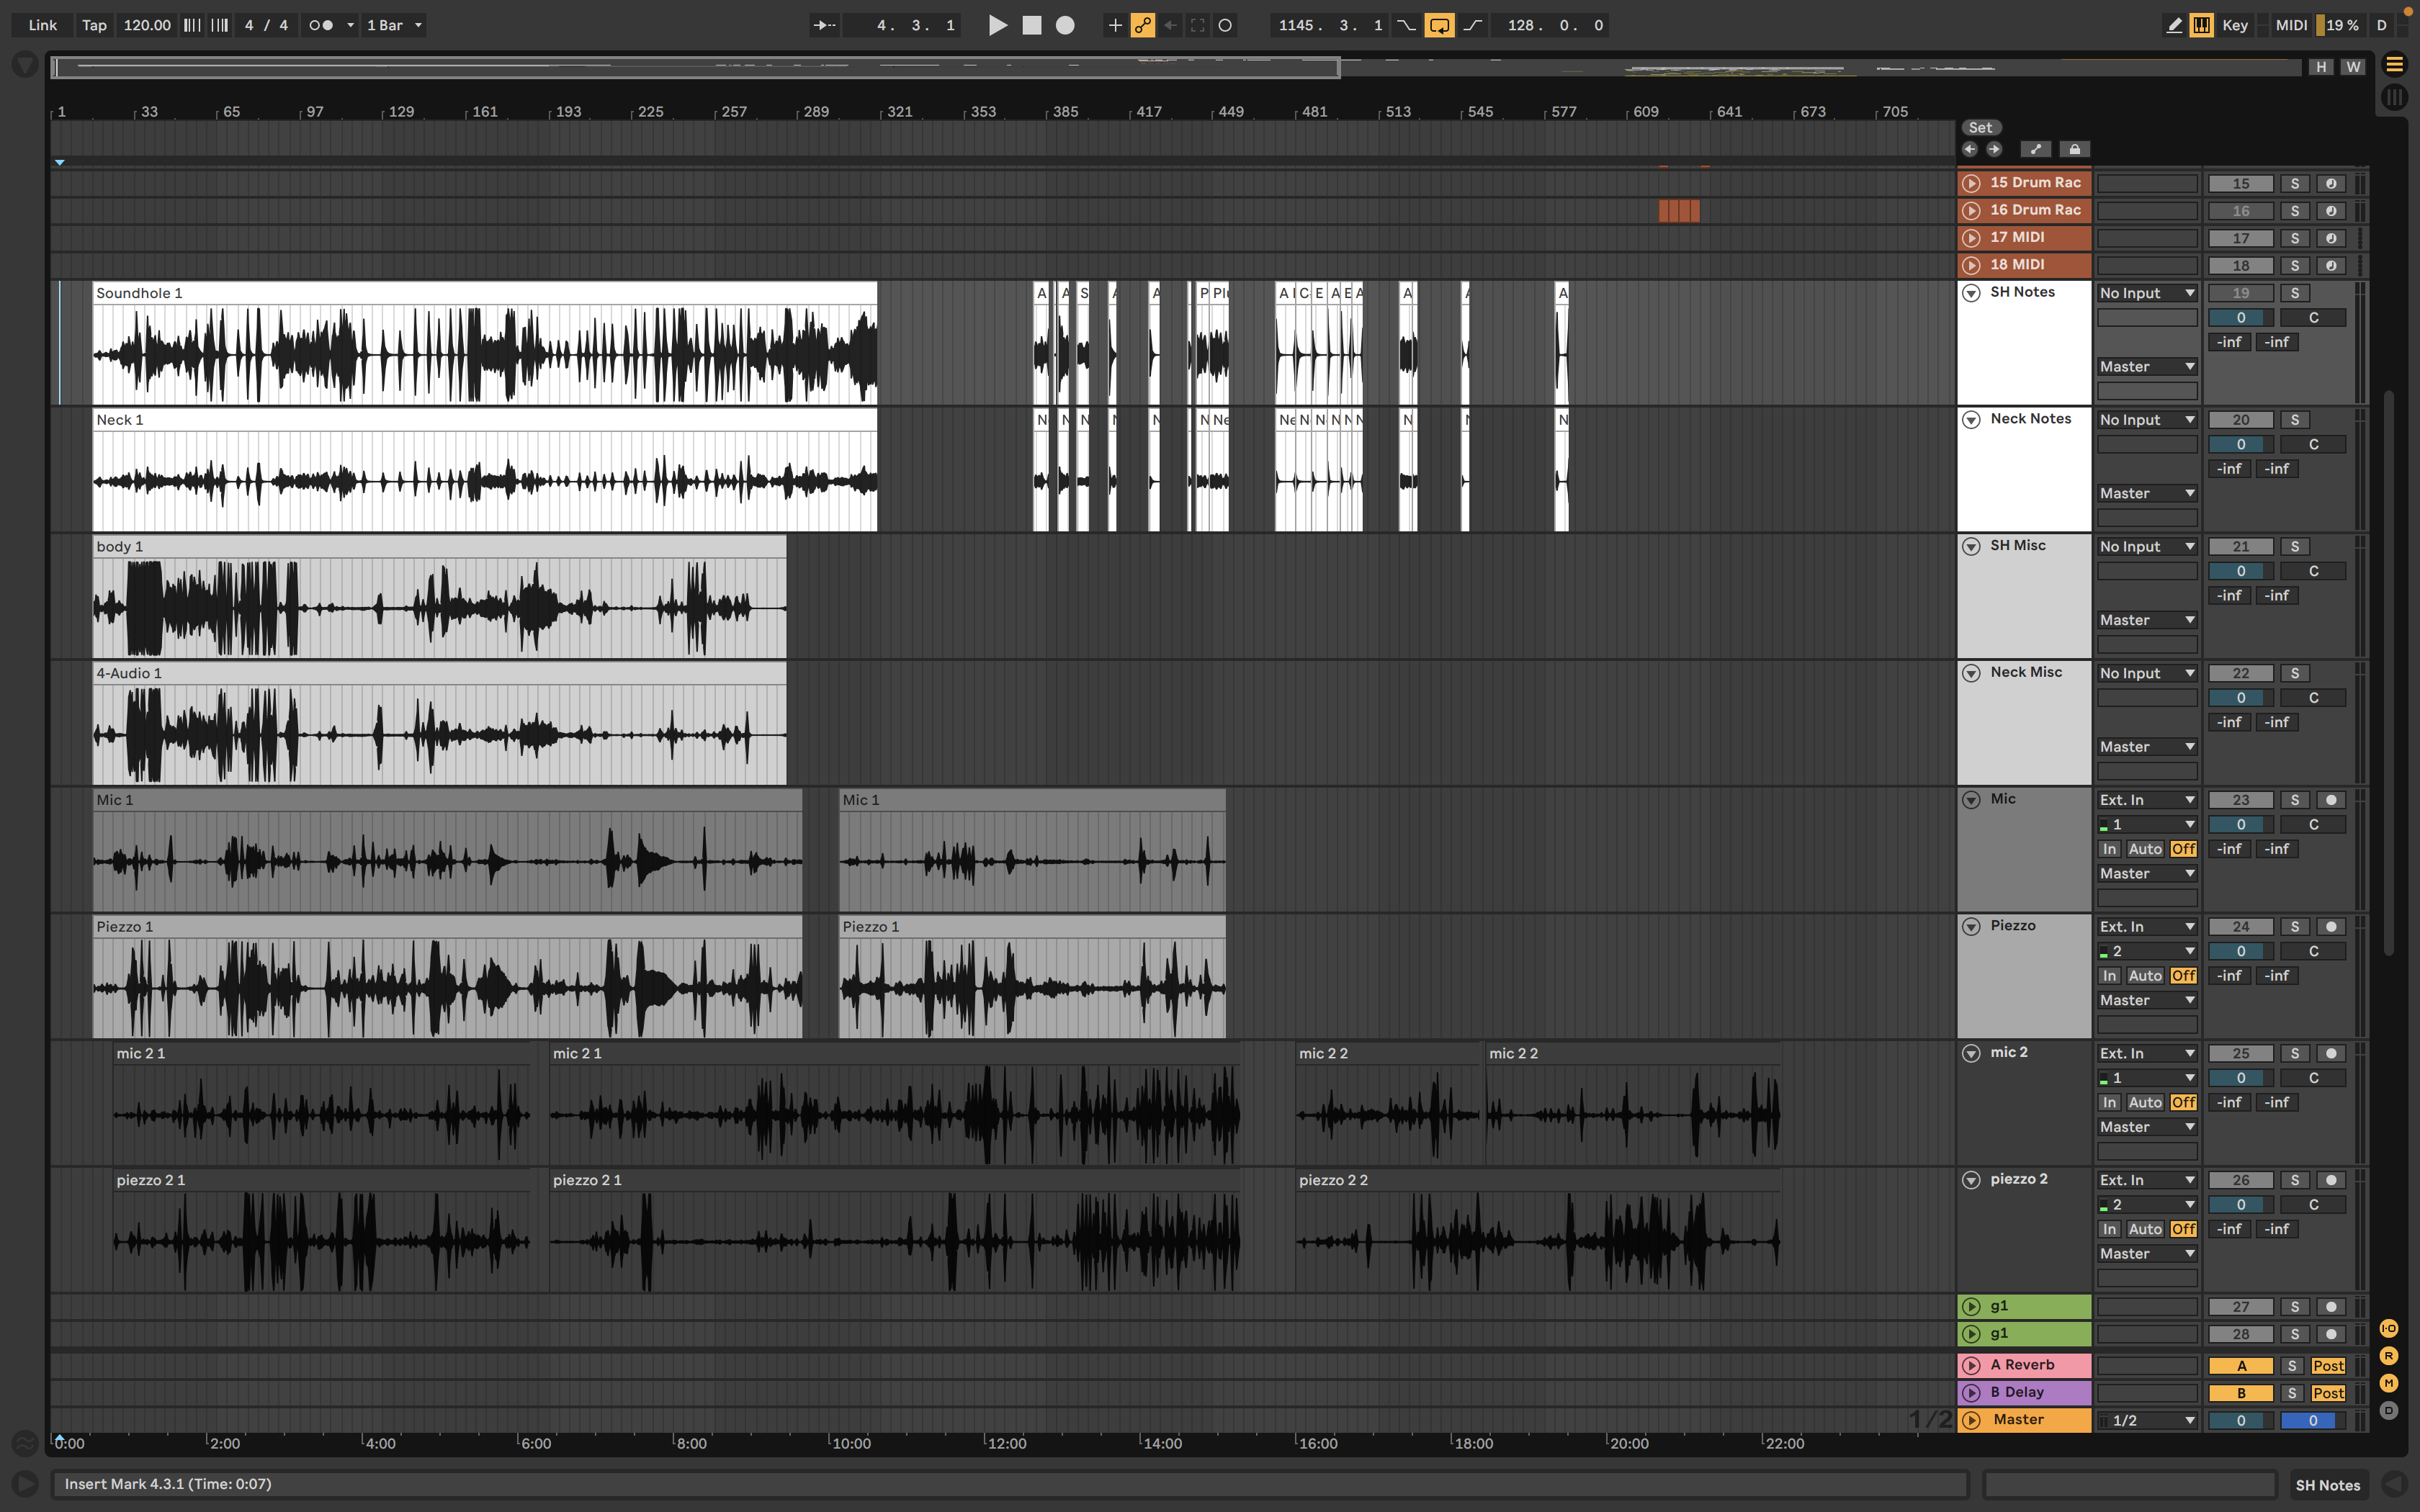 Link Tap 120.00 4 / 4 1 Bar 4. 3. 1 1145. 3. 1 128. 0. 0 Key MIDI 19 % D
H W
1 33 65 97 129 161 193 225 257 289 321 353 385 417 449 481 513 545 577 609 641 673 705
Set
15 Drum Rac 15 S
16 Drum Rac 16 S
17 MIDI 17 S
18 MIDI 18 S
Soundhole 1 A A S A A P Plu A I C E A E A A A A SH Notes No Input 19 S
0 C
-inf -inf
Master
Neck 1 N N N N N N Ne Ne N N N N N N N N Neck Notes No Input 20 S
0 C
-inf -inf
Master
body 1 SH Misc No Input 21 S
0 C
-inf -inf
Master
4-Audio 1 Neck Misc No Input 22 S
0 C
-inf -inf
Master
Mic 1 Mic 1 Mic Ext. In 23 S
1 0 C
In Auto Off -inf -inf
Master
Piezzo 1 Piezzo 1 Piezzo Ext. In 24 S
2 0 C
In Auto Off -inf -inf
Master
mic 2 1 mic 2 1 mic 2 2 mic 2 2 mic 2 Ext. In 25 S
1 0 C
In Auto Off -inf -inf
Master
piezzo 2 1 piezzo 2 1 piezzo 2 2 piezzo 2 Ext. In 26 S
2 0 C
In Auto Off -inf -inf
Master
g1 27 S
I·O
g1 28 S
R
A Reverb A S Post
M
B Delay B S Post
D
1/2 Master 1/2 0 0
0:00 2:00 4:00 6:00 8:00 10:00 12:00 14:00 16:00 18:00 20:00 22:00
Insert Mark 4.3.1 (Time: 0:07) SH Notes